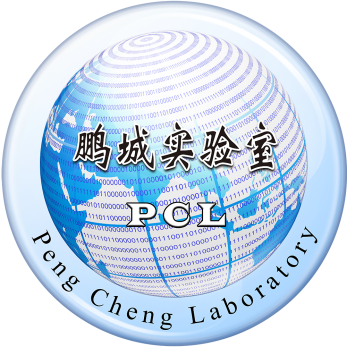 鹏城实验室
PCL
Peng Cheng Laboratory